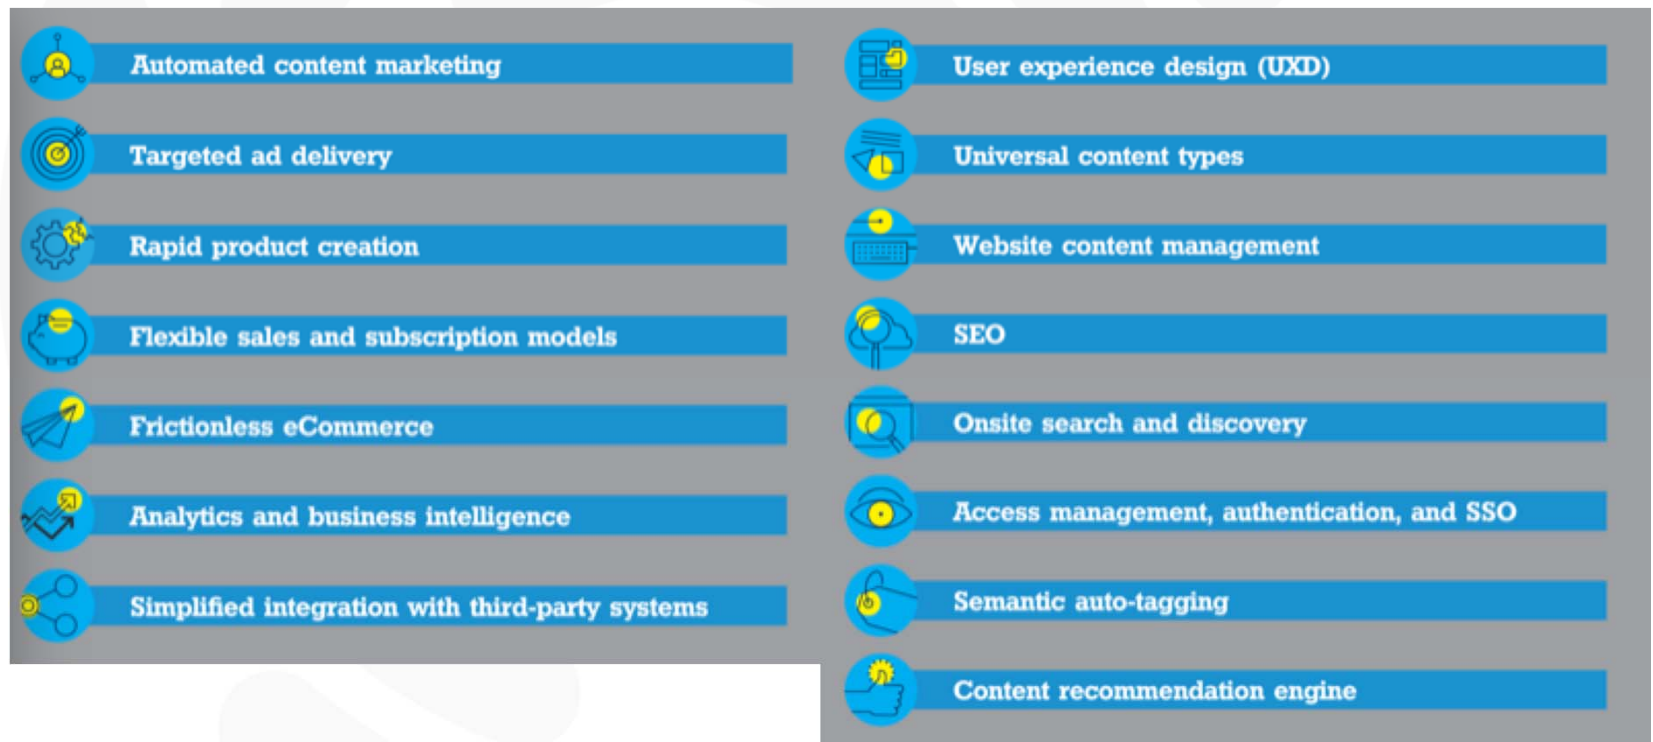 Automated content marketing
Targeted ad delivery
Rapid product creation
Flexible sales and subscription models
Frictionless eCommerce
Analytics and business intelligence
Simplified integration with third-party systems
User experience design (UXD)
Universal content types
Website content management
SEO
Onsite search and discovery
Access management, authentication, and SSO
Semantic auto-tagging
Content recommendation engine